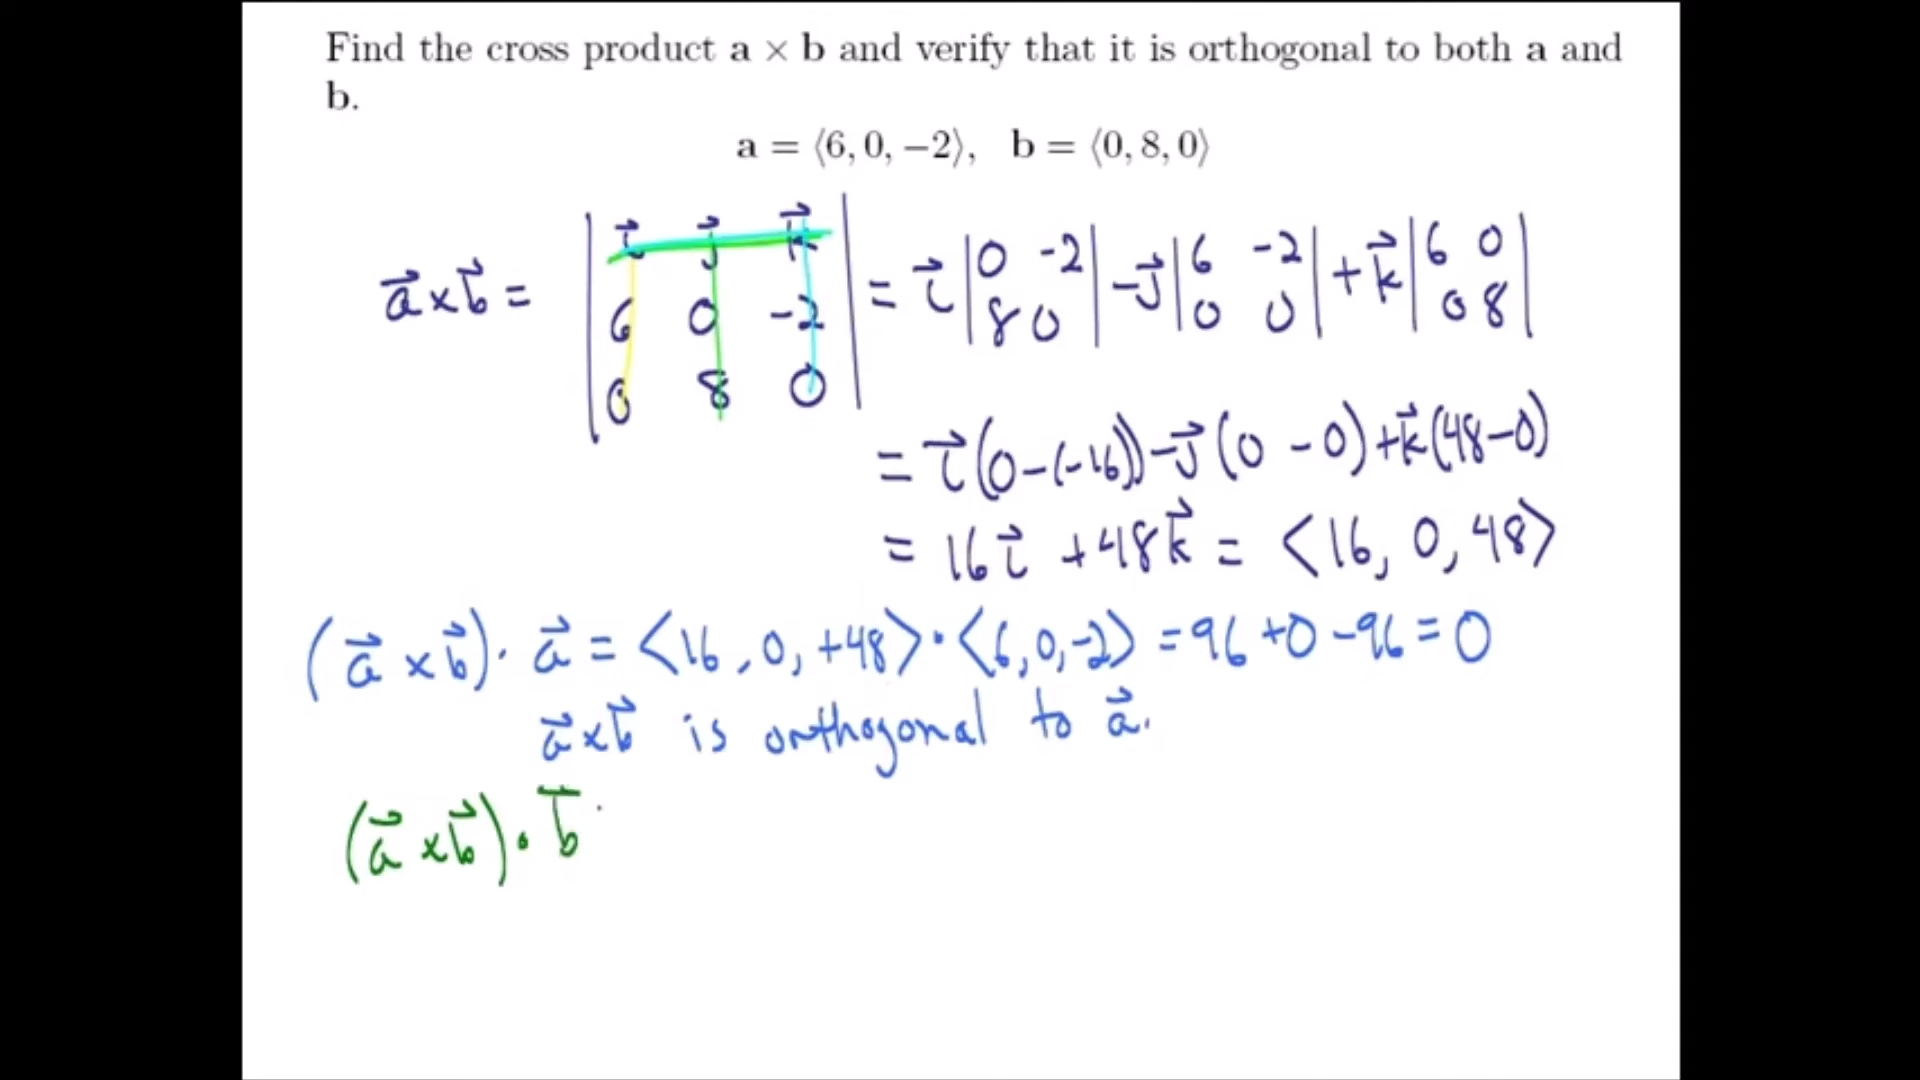 Find the cross product a × b and verify that it is orthogonal to both a and
b.
a = ⟨6, 0, −2⟩, b = ⟨0, 8, 0⟩
a⃗ × b⃗ = | i⃗ j⃗ k⃗ | = i⃗ |0 -2| - j⃗ |6 -2| + k⃗ |6 0|
| 6 0 -2 | |8 0| |0 0| |0 8|
| 0 8 0 |
= i⃗(0-(-16)) - j⃗(0 - 0) + k⃗(48-0)
= 16i⃗ + 48k⃗ = <16, 0, 48>
(a⃗ × b⃗) · a⃗ = <16, 0, +48> · <6, 0, -2> = 96 + 0 - 96 = 0
a⃗ × b⃗ is orthogonal to a⃗.
(a⃗ × b⃗) · b⃗